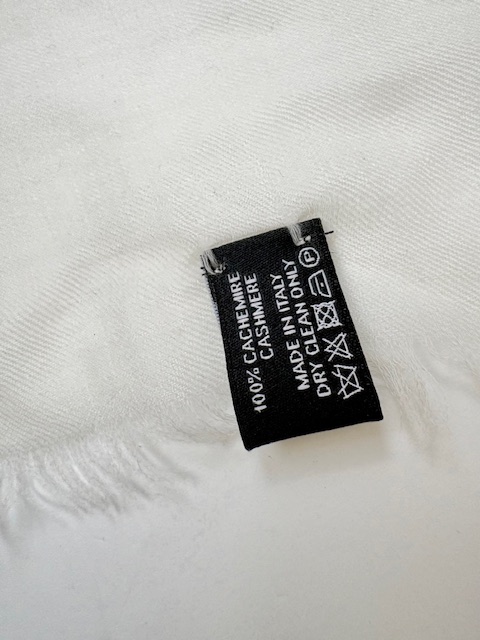 100% CACHEMIRE
CASHMERE
MADE IN ITALY
DRY CLEAN ONLY
P